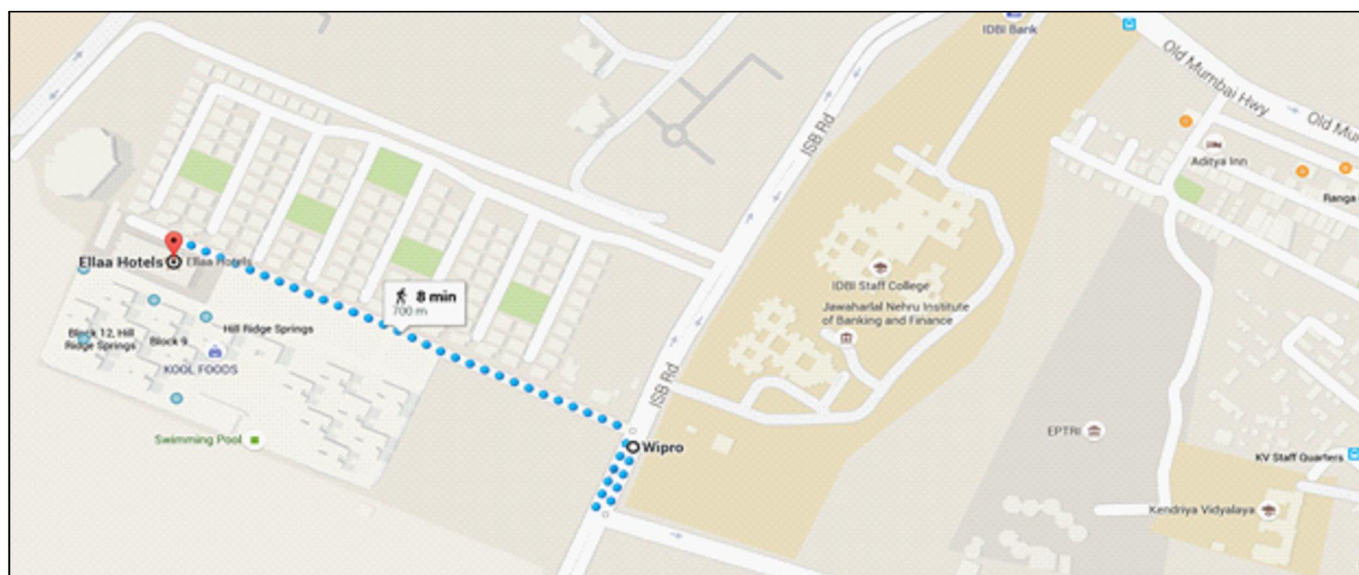 IDBI Bank
Old Mumbai Hwy
Old Mu
ISB Rd
Aditya Inn
Ranga
Ellaa Hotels
Ellaa Hotels
IDBI Staff College
8 min
700 m
Jawaharlal Nehru Institute
of Banking and Finance
Hill Ridge Springs
Block 12, Hill
Ridge Springs
Block 9
KOOL FOODS
ISB Rd
Swimming Pool
Wipro
EPTRI
KV Staff Quarters
Kendriya Vidyalaya